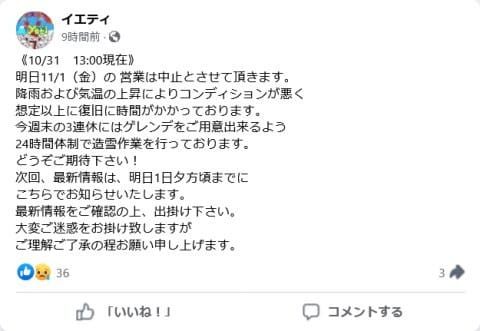 イエティ
9時間前・
《10/31　13:00現在》
明日11/1（金）の 営業は中止とさせて頂きます。
降雨および気温の上昇によりコンディションが悪く
想定以上に復旧に時間がかかっております。
今週末の3連休にはゲレンデをご用意出来るよう
24時間体制で造雪作業を行っております。
どうぞご期待下さい！
次回、最新情報は、明日1日夕方頃までに
こちらでお知らせいたします。
最新情報をご確認の上、出掛け下さい。
大変ご迷惑をお掛け致しますが
ご理解ご了承の程お願い申し上げます。
36
3
「いいね！」
コメントする